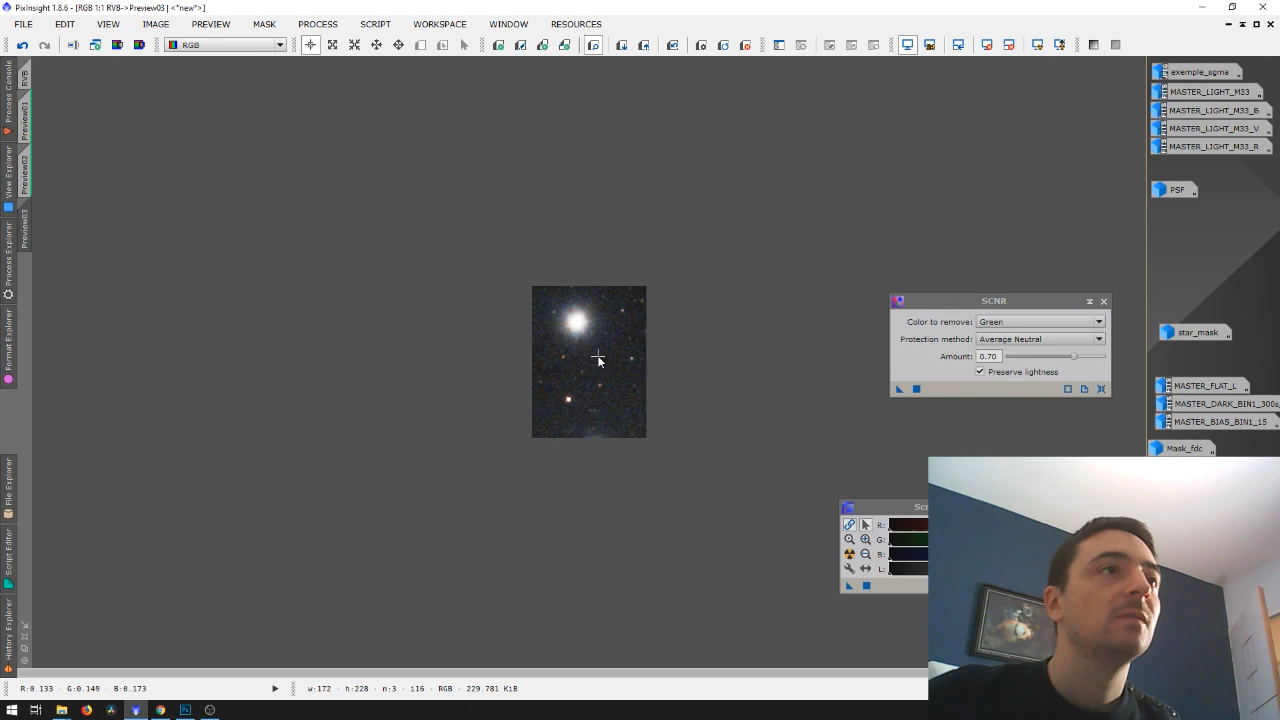 PixInsight 1.8.6 - [RGB 1:1 RVB->Preview03 | <*new*>]
FILE EDIT VIEW IMAGE PREVIEW MASK PROCESS SCRIPT WORKSPACE WINDOW RESOURCES
RGB
Process Console
View Explorer
Process Explorer
Format Explorer
File Explorer
Script Editor
History Explorer
RVB
Preview01
Preview02
Preview03
exemple_sgma
MASTER_LIGHT_M33
MASTER_LIGHT_M33_B
MASTER_LIGHT_M33_V
MASTER_LIGHT_M33_R
PSF
star_mask
MASTER_FLAT_L
MASTER_DARK_BIN1_300s
MASTER_BIAS_BIN1_15
Mask_fdc
SCNR
Color to remove: Green
Protection method: Average Neutral
Amount: 0.70
Preserve lightness
R:
G:
B:
L:
R:0.133 · G:0.149 · B:0.173
w:172 · h:228 · n:3 · i16 · RGB · 229.781 KiB